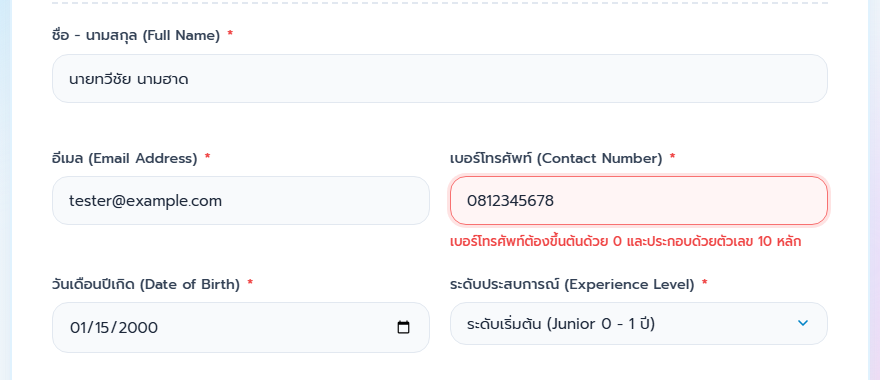 ชื่อ - นามสกุล (Full Name) *
นายทวีชัย นามฮาด
อีเมล (Email Address) *
เบอร์โทรศัพท์ (Contact Number) *
tester@example.com
0812345678
เบอร์โทรศัพท์ต้องขึ้นต้นด้วย 0 และประกอบด้วยตัวเลข 10 หลัก
วันเดือนปีเกิด (Date of Birth) *
ระดับประสบการณ์ (Experience Level) *
01/15/2000
ระดับเริ่มต้น (Junior 0 - 1 ปี)